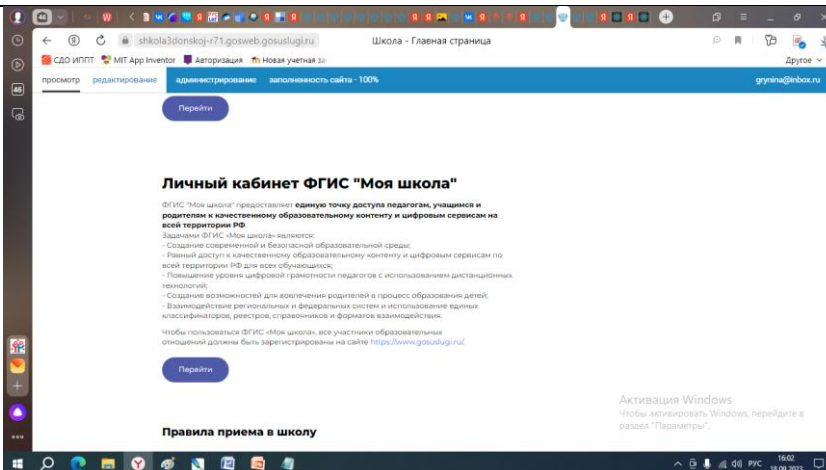 shkola3donskoj-r71.gosweb.gosuslugi.ru
Школа - Главная страница
СДО ИППТ
MIT App Inventor
Авторизация
Новая учетная за
Другое
просмотр
редактирование
администрирование
заполненность сайта - 100%
grynina@inbox.ru
46
Перейти
Личный кабинет ФГИС "Моя школа"
ФГИС "Моя школа" предоставляет единую точку доступа педагогам, учащимся и
родителям к качественному образовательному контенту и цифровым сервисам на
всей территории РФ
Задачами ФГИС «Моя школа» являются:
- Создание современной и безопасной образовательной среды;
- Равный доступ к качественному образовательному контенту и цифровым сервисам по
всей территории РФ для всех обучающихся;
- Повышение уровня цифровой грамотности педагогов с использованием дистанционных
технологий;
- Создание возможностей для вовлечения родителей в процесс образования детей;
- Взаимодействие региональных и федеральных систем и использование единых
классификаторов, реестров, справочников и форматов взаимодействия.
Чтобы пользоваться ФГИС «Моя школа», все участники образовательных
отношений должны быть зарегистрированы на сайте https://www.gosuslugi.ru/.
Перейти
Правила приема в школу
Активация Windows
Чтобы активировать Windows, перейдите в
раздел "Параметры".
РУС
16:02
18.09.2023